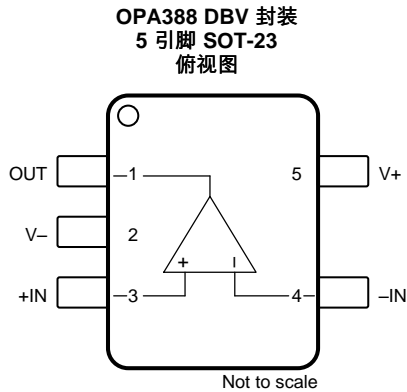 OPA388 DBV 封装
5 引脚 SOT-23
俯视图
OUT
1
5
V+
V–
2
+
–
+IN
3
4
–IN
Not to scale